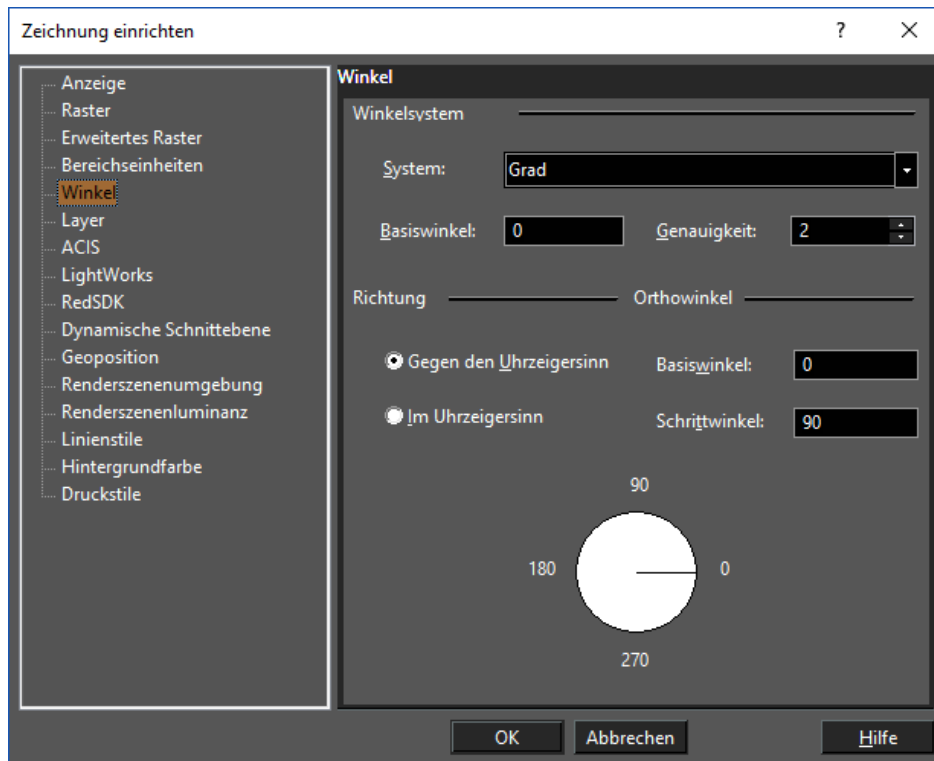 Zeichnung einrichten ?
Anzeige
Raster
Erweitertes Raster
Bereichseinheiten
Winkel
Layer
ACIS
LightWorks
RedSDK
Dynamische Schnittebene
Geoposition
Renderszenenumgebung
Renderszenenluminanz
Linienstile
Hintergrundfarbe
Druckstile
Winkel
Winkelsystem
System: Grad
Basiswinkel: 0 Genauigkeit: 2
Richtung
Gegen den Uhrzeigersinn
Im Uhrzeigersinn
Orthowinkel
Basiswinkel: 0
Schrittwinkel: 90
90
180 0
270
OK Abbrechen Hilfe